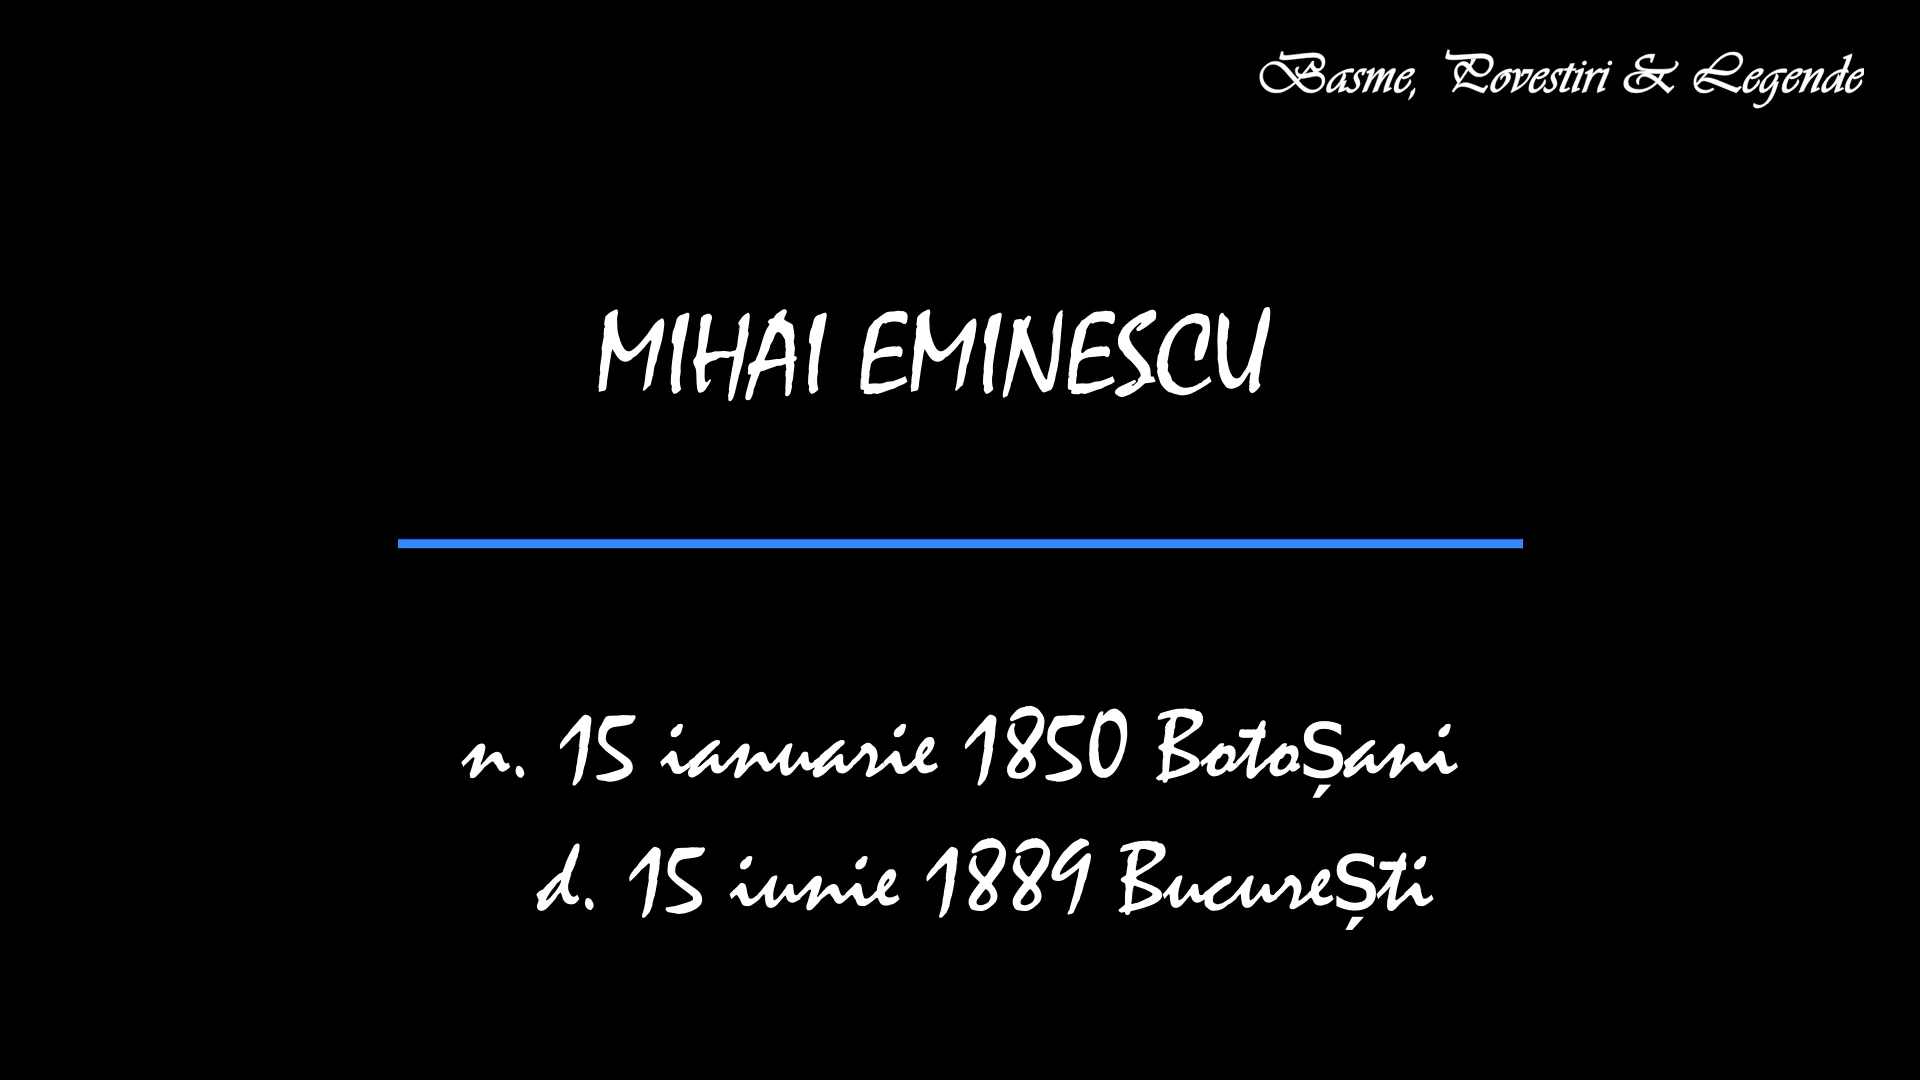 Basme, Povestiri & Legende
MIHAI EMINESCU
n. 15 ianuarie 1850 Botoșani
d. 15 iunie 1889 București